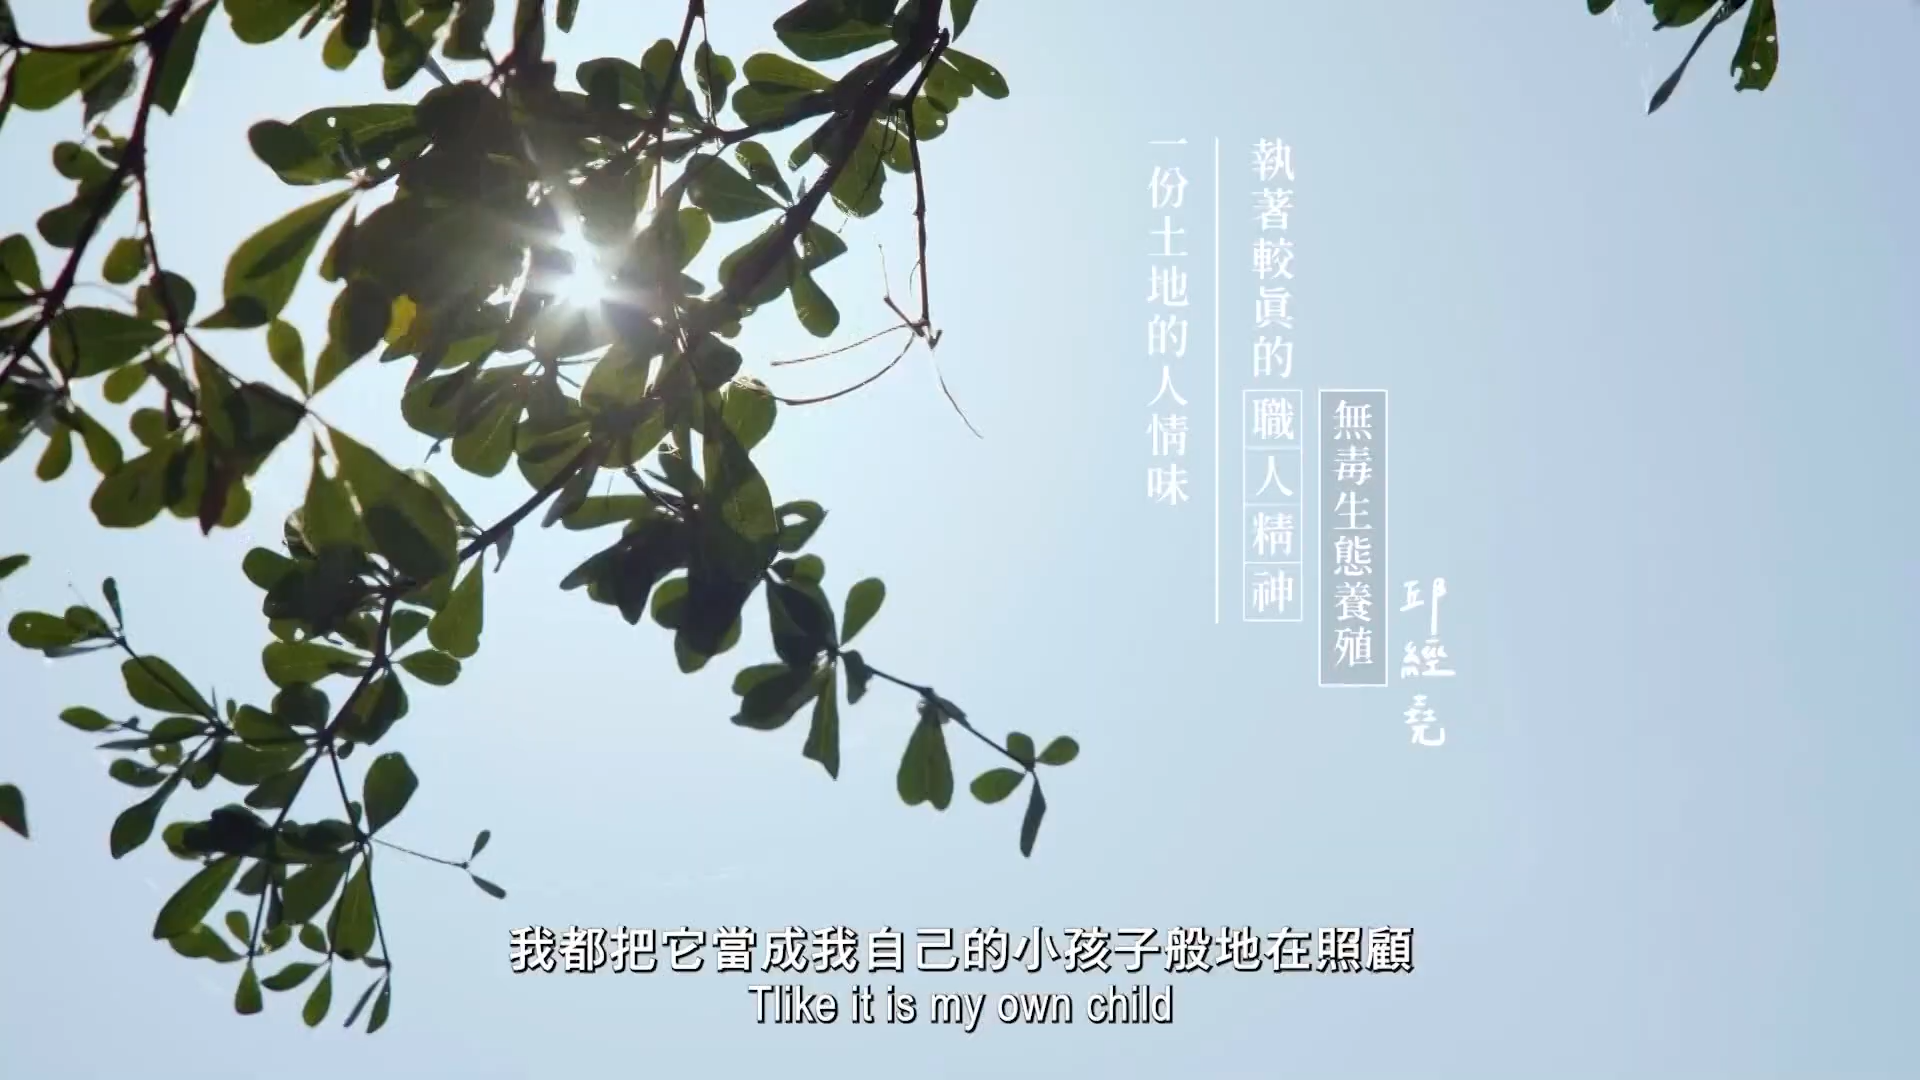 無毒生態養殖
邱經堯
執著較真的職人精神
一份土地的人情味
我都把它當成我自己的小孩子般地在照顧
Tlike it is my own child